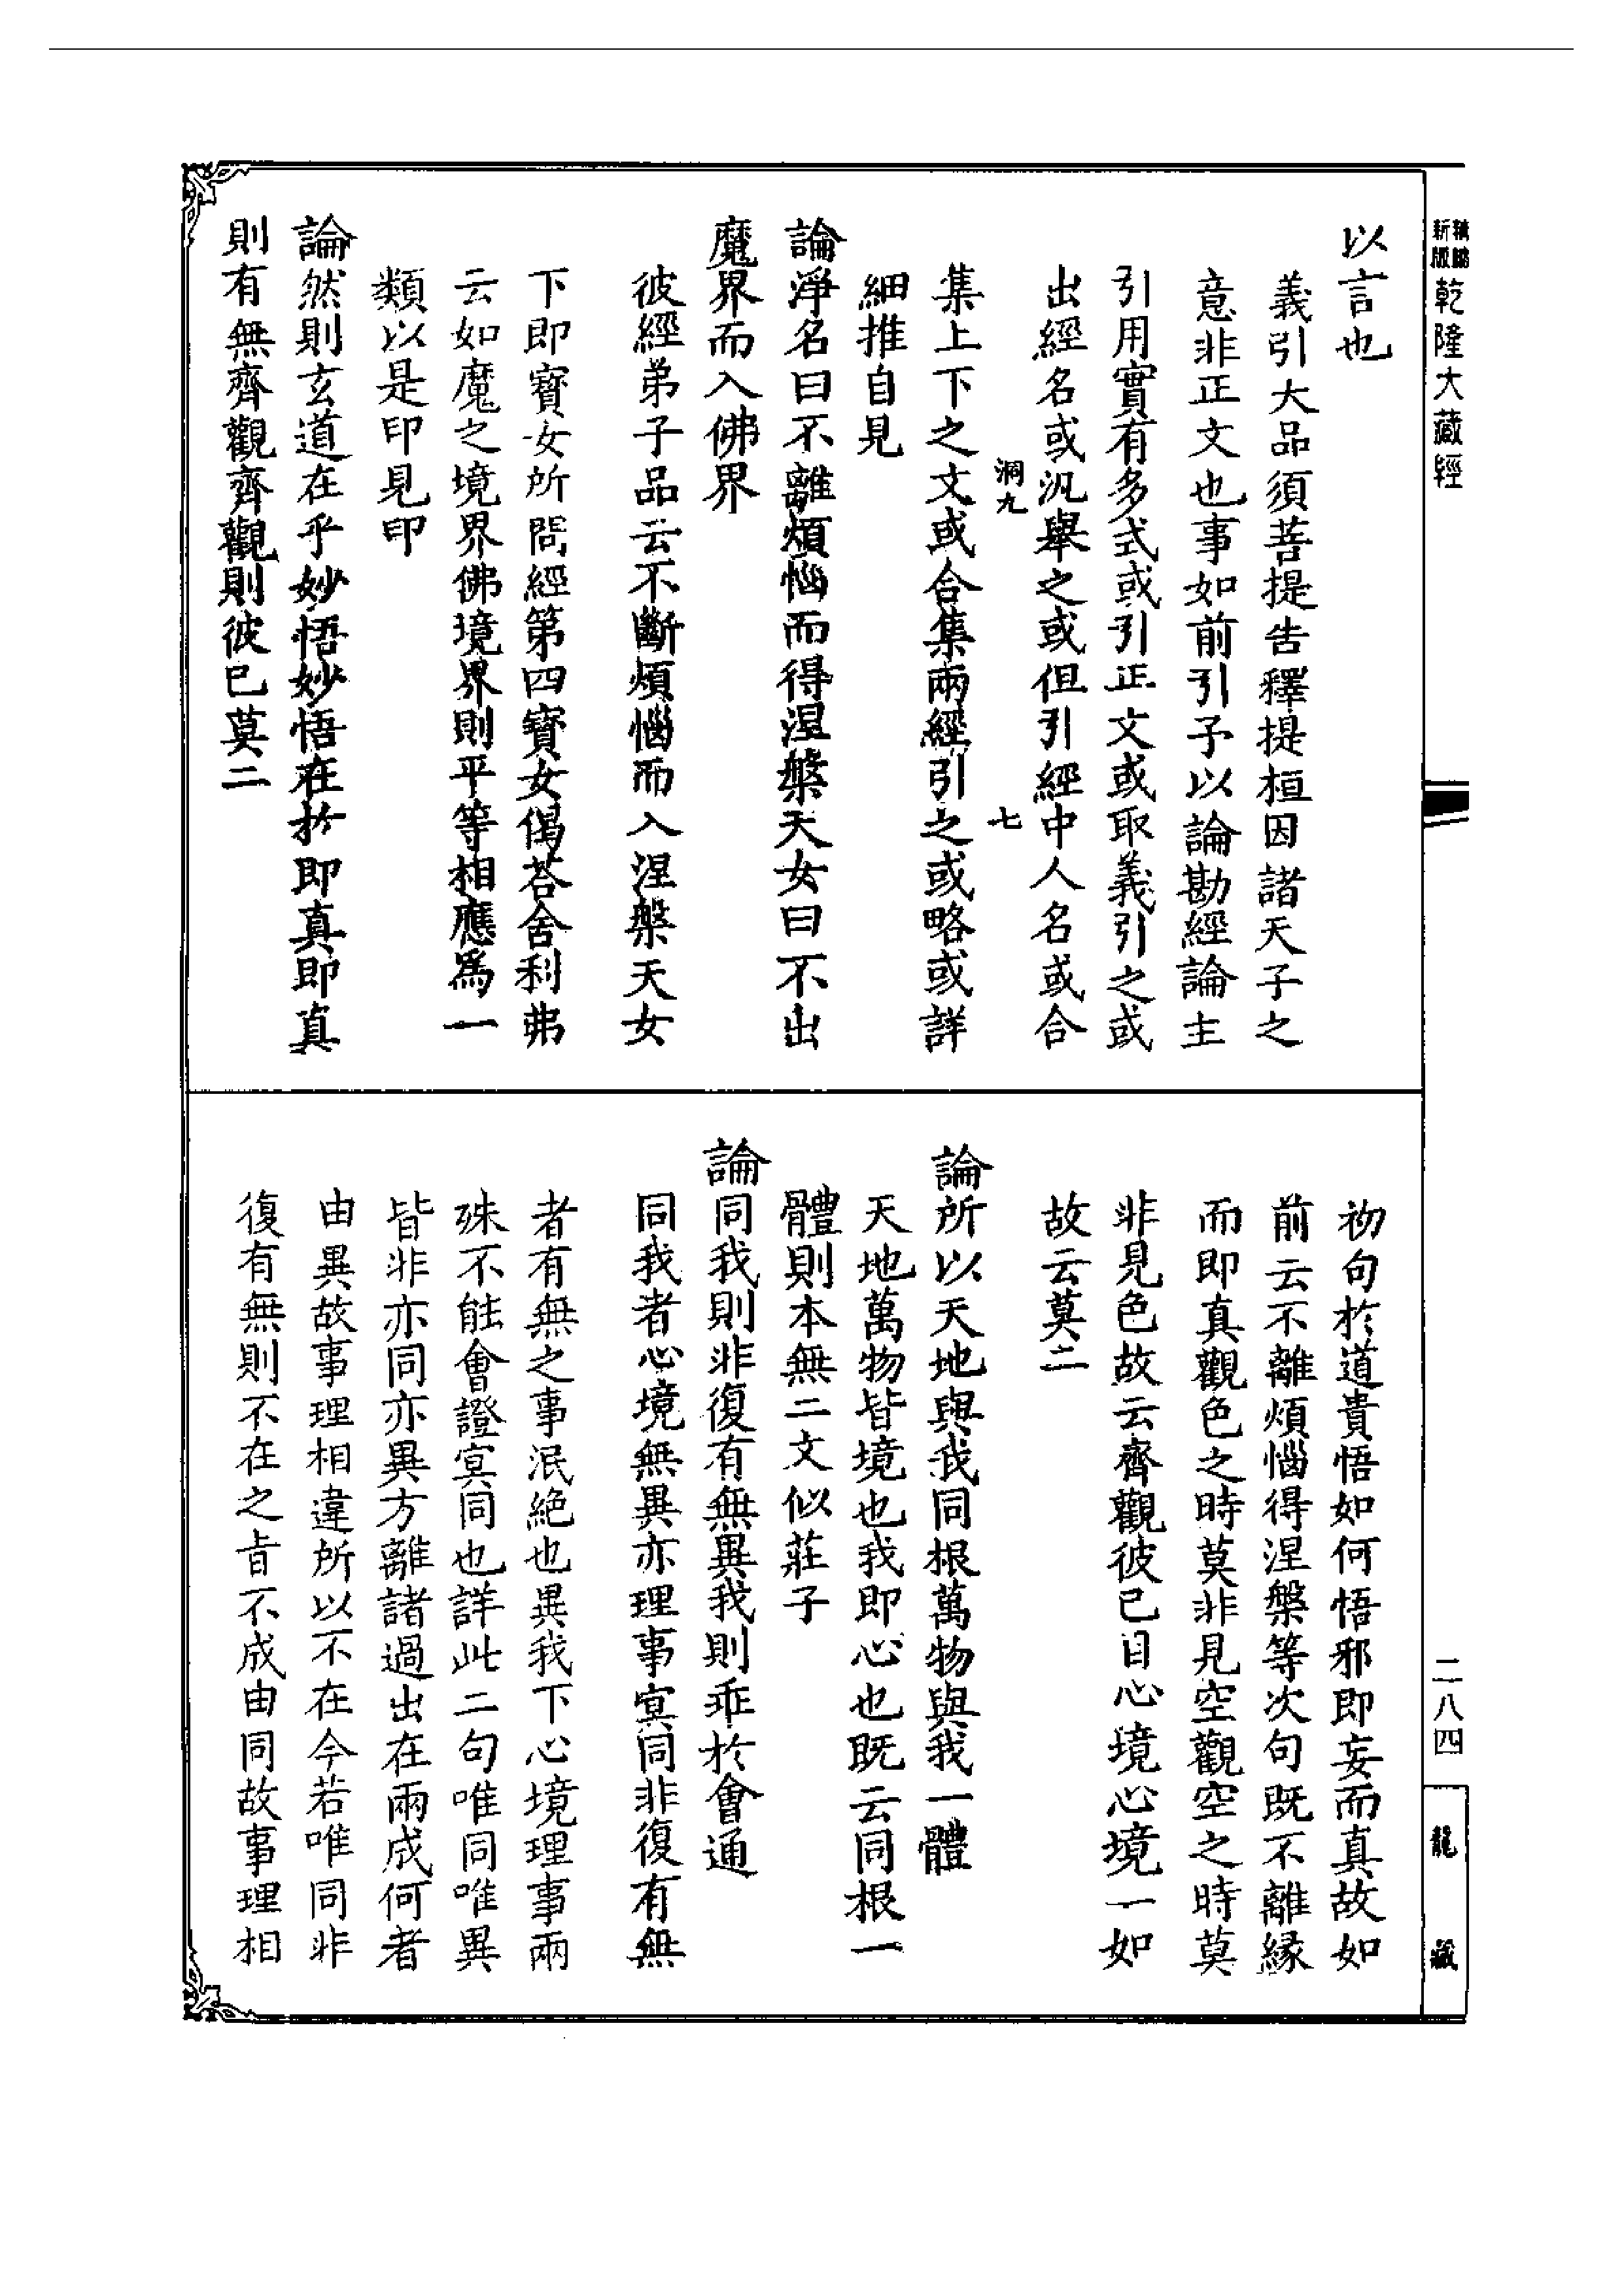 新版
乾隆大藏經
二八四
龍藏
以言也
義引大品須菩提告釋提桓因諸天子之
意非正文也事如前引予以論勘經論主
引用實有多式或引正文或取義引之或
出經名或汎舉之或但引經中人名或合
洞九 七
集上下之文或合集兩經引之或略或詳
細推自見
論淨名曰不離煩惱而得涅槃天女曰不出
魔界而入佛界
彼經弟子品云不斷煩惱而入涅槃天女
下即寶女所問經第四寶女偈荅舍利弗
云如魔之境界佛境界則平等相應爲一
類以是印見印
論然則玄道在乎妙悟妙悟在於即真即真
則有無齊觀齊觀則彼已莫二
初句於道貴悟如何悟邪即妄而真故如
前云不離煩惱得涅槃等次句既不離緣
而即真觀色之時莫非見空觀空之時莫
非見色故云齊觀彼已目心境心境一如
故云莫二
論所以天地與我同根萬物與我一體
天地萬物皆境也我即心也既云同根一
體則本無二文似莊子
論同我則非復有無異我則乖於會通
同我者心境無異亦理事冥同非復有無
者有無之事泯絶也異我下心境理事兩
殊不能會證冥同也詳此二句唯同唯異
皆非亦同亦異方離諸過出在兩成何者
由異故事理相違所以不在今若唯同非
復有無則不在之旨不成由同故事理相